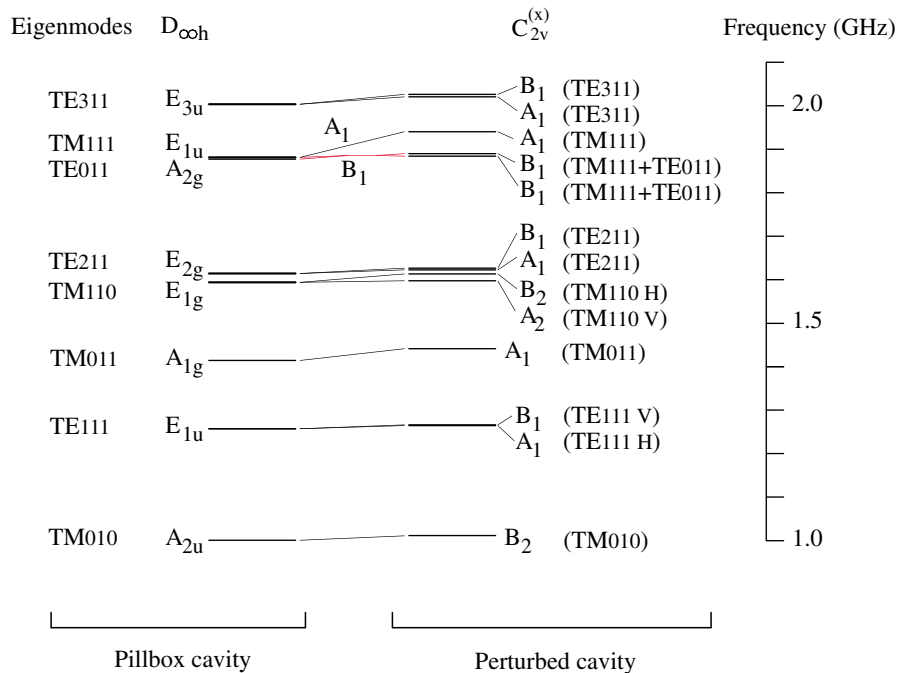 Eigenmodes D∞h C2v(x) Frequency (GHz)
TE311 E3u B1 (TE311)
A1 (TE311)
2.0
TM111 E1u A1 A1 (TM111)
TE011 A2g B1 B1 (TM111+TE011)
B1 (TM111+TE011)
B1 (TE211)
TE211 E2g A1 (TE211)
TM110 E1g B2 (TM110 H)
A2 (TM110 V)
1.5
TM011 A1g A1 (TM011)
B1 (TE111 V)
TE111 E1u A1 (TE111 H)
TM010 A2u B2 (TM010) 1.0
Pillbox cavity Perturbed cavity